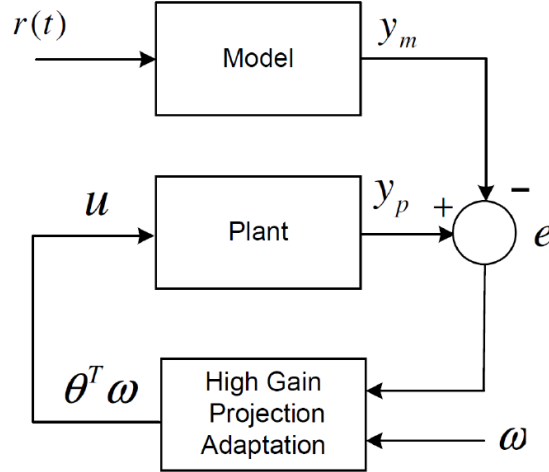 r(t)
Model
y_m
−
u
Plant
y_p
+
e
θ^T ω
High Gain
Projection
Adaptation
ω